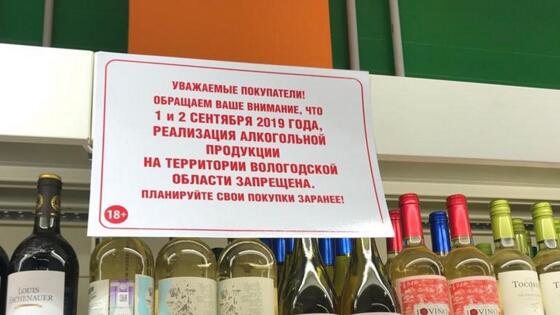 УВАЖАЕМЫЕ ПОКУПАТЕЛИ!
ОБРАЩАЕМ ВАШЕ ВНИМАНИЕ, ЧТО
1 и 2 СЕНТЯБРЯ 2019 ГОДА,
РЕАЛИЗАЦИЯ АЛКОГОЛЬНОЙ
ПРОДУКЦИИ
НА ТЕРРИТОРИИ ВОЛОГОДСКОЙ
ОБЛАСТИ ЗАПРЕЩЕНА.
ПЛАНИРУЙТЕ СВОИ ПОКУПКИ ЗАРАНЕЕ!
18+
LOUIS
ESCHENAUER